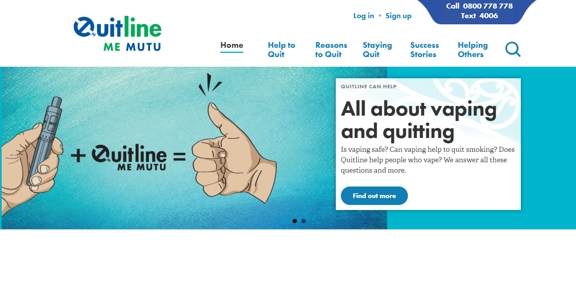 Call 0800 778 778
Text 4006
Log in • Sign up
Quitline
ME MUTU
Home
Help to Quit
Reasons to Quit
Staying Quit
Success Stories
Helping Others
QUITLINE CAN HELP
All about vaping
and quitting
Is vaping safe? Can vaping help to quit smoking? Does
Quitline help people who vape? We answer all these
questions and more.
Find out more
+ Quitline =
ME MUTU